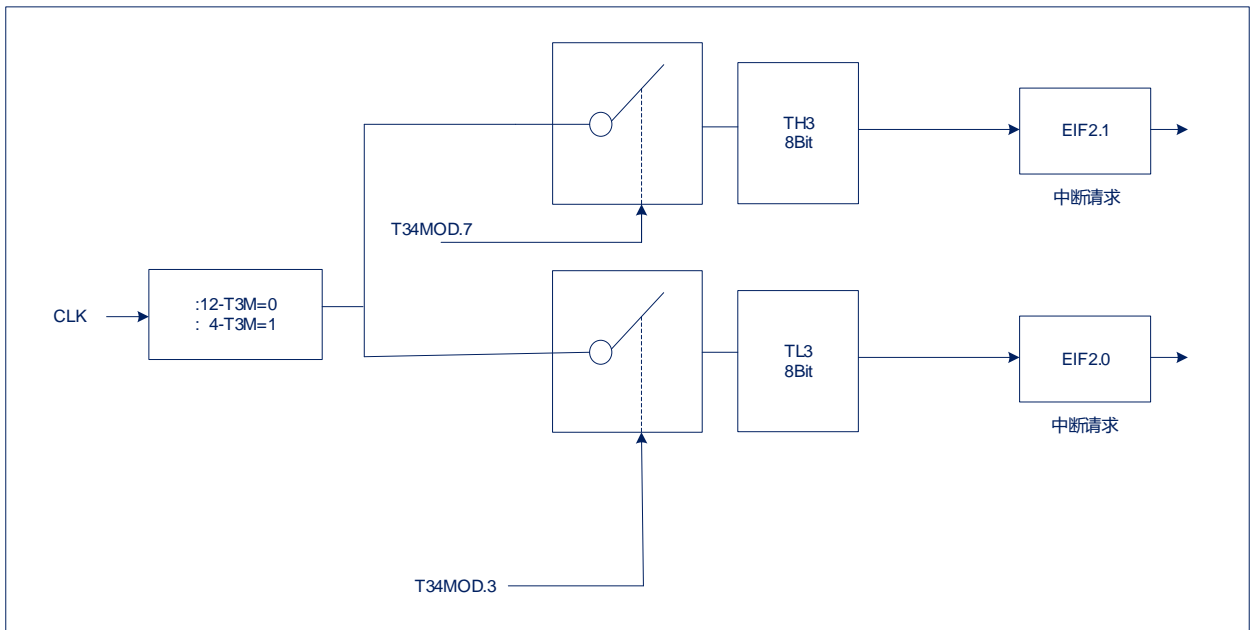 TH3
8Bit
EIF2.1
中断请求
T34MOD.7
:12-T3M=0
: 4-T3M=1
CLK
TL3
8Bit
EIF2.0
中断请求
T34MOD.3